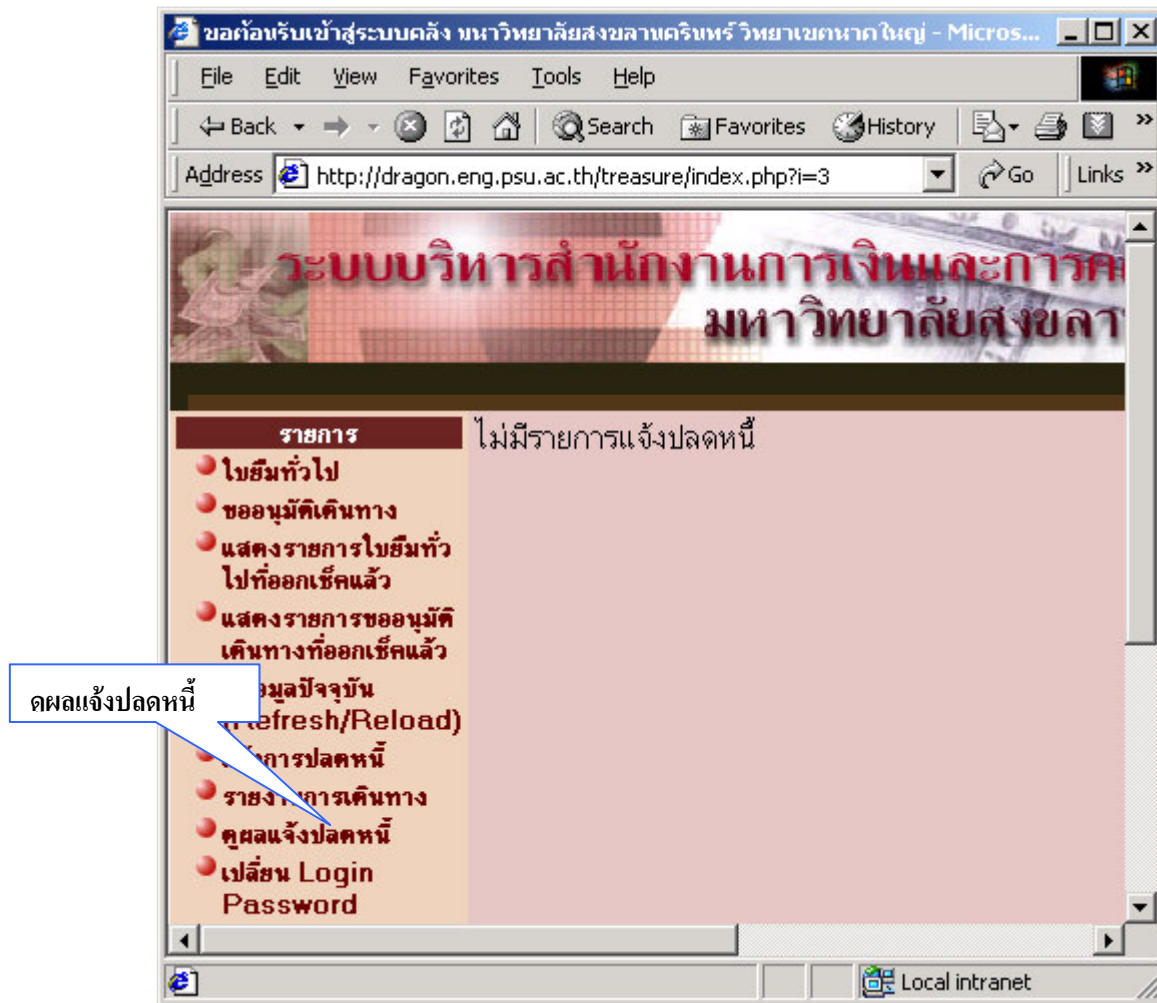 ขอต้อนรับเข้าสู่ระบบคลัง มหาวิทยาลัยสงขลานครินทร์ วิทยาเขตหาดใหญ่ - Micros...
File Edit View Favorites Tools Help
Back Search Favorites History »
Address http://dragon.eng.psu.ac.th/treasure/index.php?i=3 Go Links »
ระบบบริหารสำนักงานการเงินและการค
มหาวิทยาลัยสงขลา
รายการ
ไม่มีรายการแจ้งปลดหนี้
ใบยืมทั่วไป
ขออนุมัติเดินทาง
แสดงรายการใบยืมทั่ว
ไปที่ออกเช็คแล้ว
แสดงรายการขออนุมัติ
เดินทางที่ออกเช็คแล้ว
มูลปัจจุบัน
efresh/Reload)
ดผลแจ้งปลดหนี้
การปลดหนี้
รายงานการเดินทาง
ดูผลแจ้งปลดหนี้
เปลี่ยน Login
Password
Local intranet